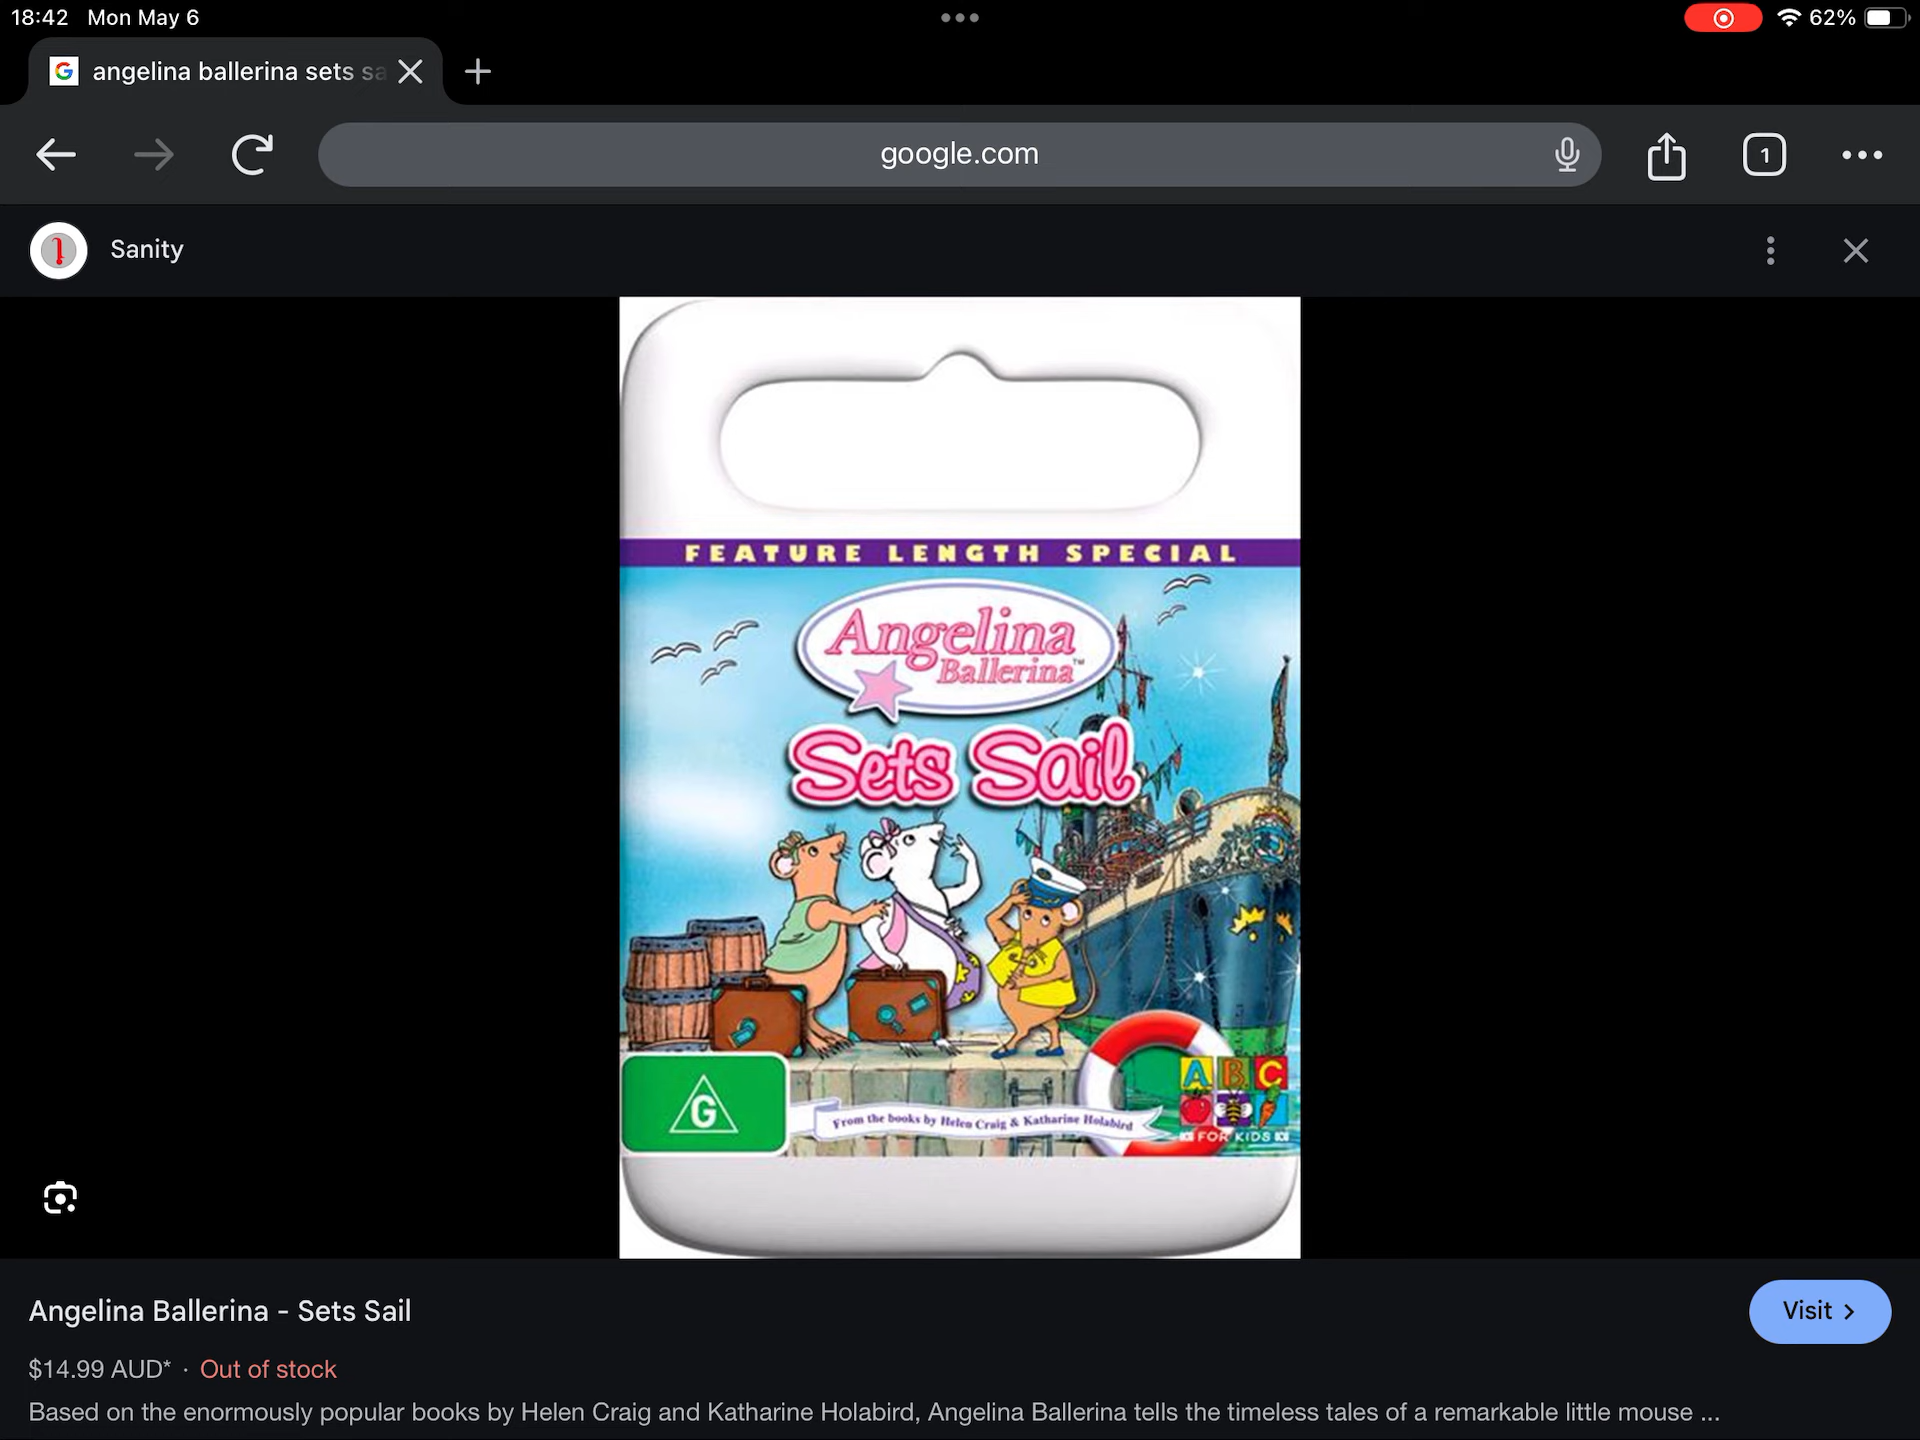 18:42 Mon May 6
62%
angelina ballerina sets sa
google.com
1
Sanity
FEATURE LENGTH SPECIAL
Angelina
Ballerina™
Sets Sail
G
From the books by Helen Craig & Katharine Holabird
ABC
FOR KIDS
Angelina Ballerina - Sets Sail
Visit
$14.99 AUD* · Out of stock
Based on the enormously popular books by Helen Craig and Katharine Holabird, Angelina Ballerina tells the timeless tales of a remarkable little mouse ...